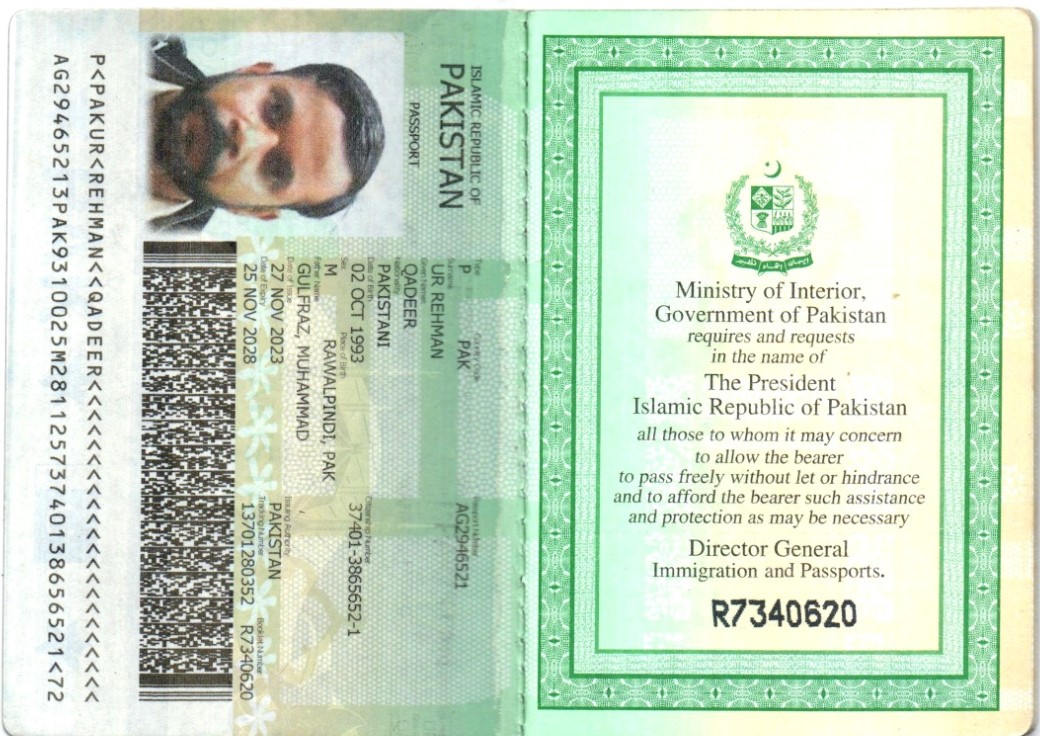 Ministry of Interior,
Government of Pakistan
requires and requests
in the name of
The President
Islamic Republic of Pakistan
all those to whom it may concern
to allow the bearer
to pass freely without let or hindrance
and to afford the bearer such assistance
and protection as may be necessary
Director General
Immigration and Passports.
R7340620
ISLAMIC REPUBLIC OF
PAKISTAN
PASSPORT
Type Country Code Passport Number
P PAK AG2946521
Surname
UR REHMAN
Given Names
QADEER
Nationality
PAKISTANI
Date of Birth Citizenship Number
02 OCT 1993 37401-3865652-1
Sex Place of Birth
M RAWALPINDI, PAK
Father Name
GULFRAZ, MUHAMMAD
Date of Issue Issuing Authority
27 NOV 2023 PAKISTAN
Date of Expiry Tracking Number Booklet Number
25 NOV 2028 13701280352 R7340620
P<PAKUR<REHMAN<<QADEER<<<<<<<<<<<<<<<<<<<<<<
AG29465213PAK9310025M28112573740138656521<72